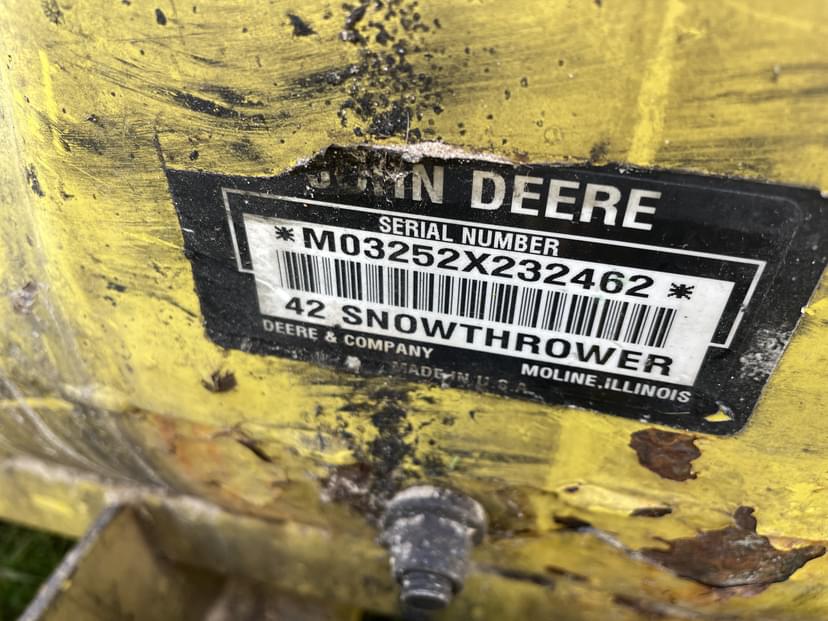 JOHN DEERE
SERIAL NUMBER
*M03252X232462*
42 SNOWTHROWER
DEERE & COMPANY MOLINE, ILLINOIS
MADE IN U.S.A.